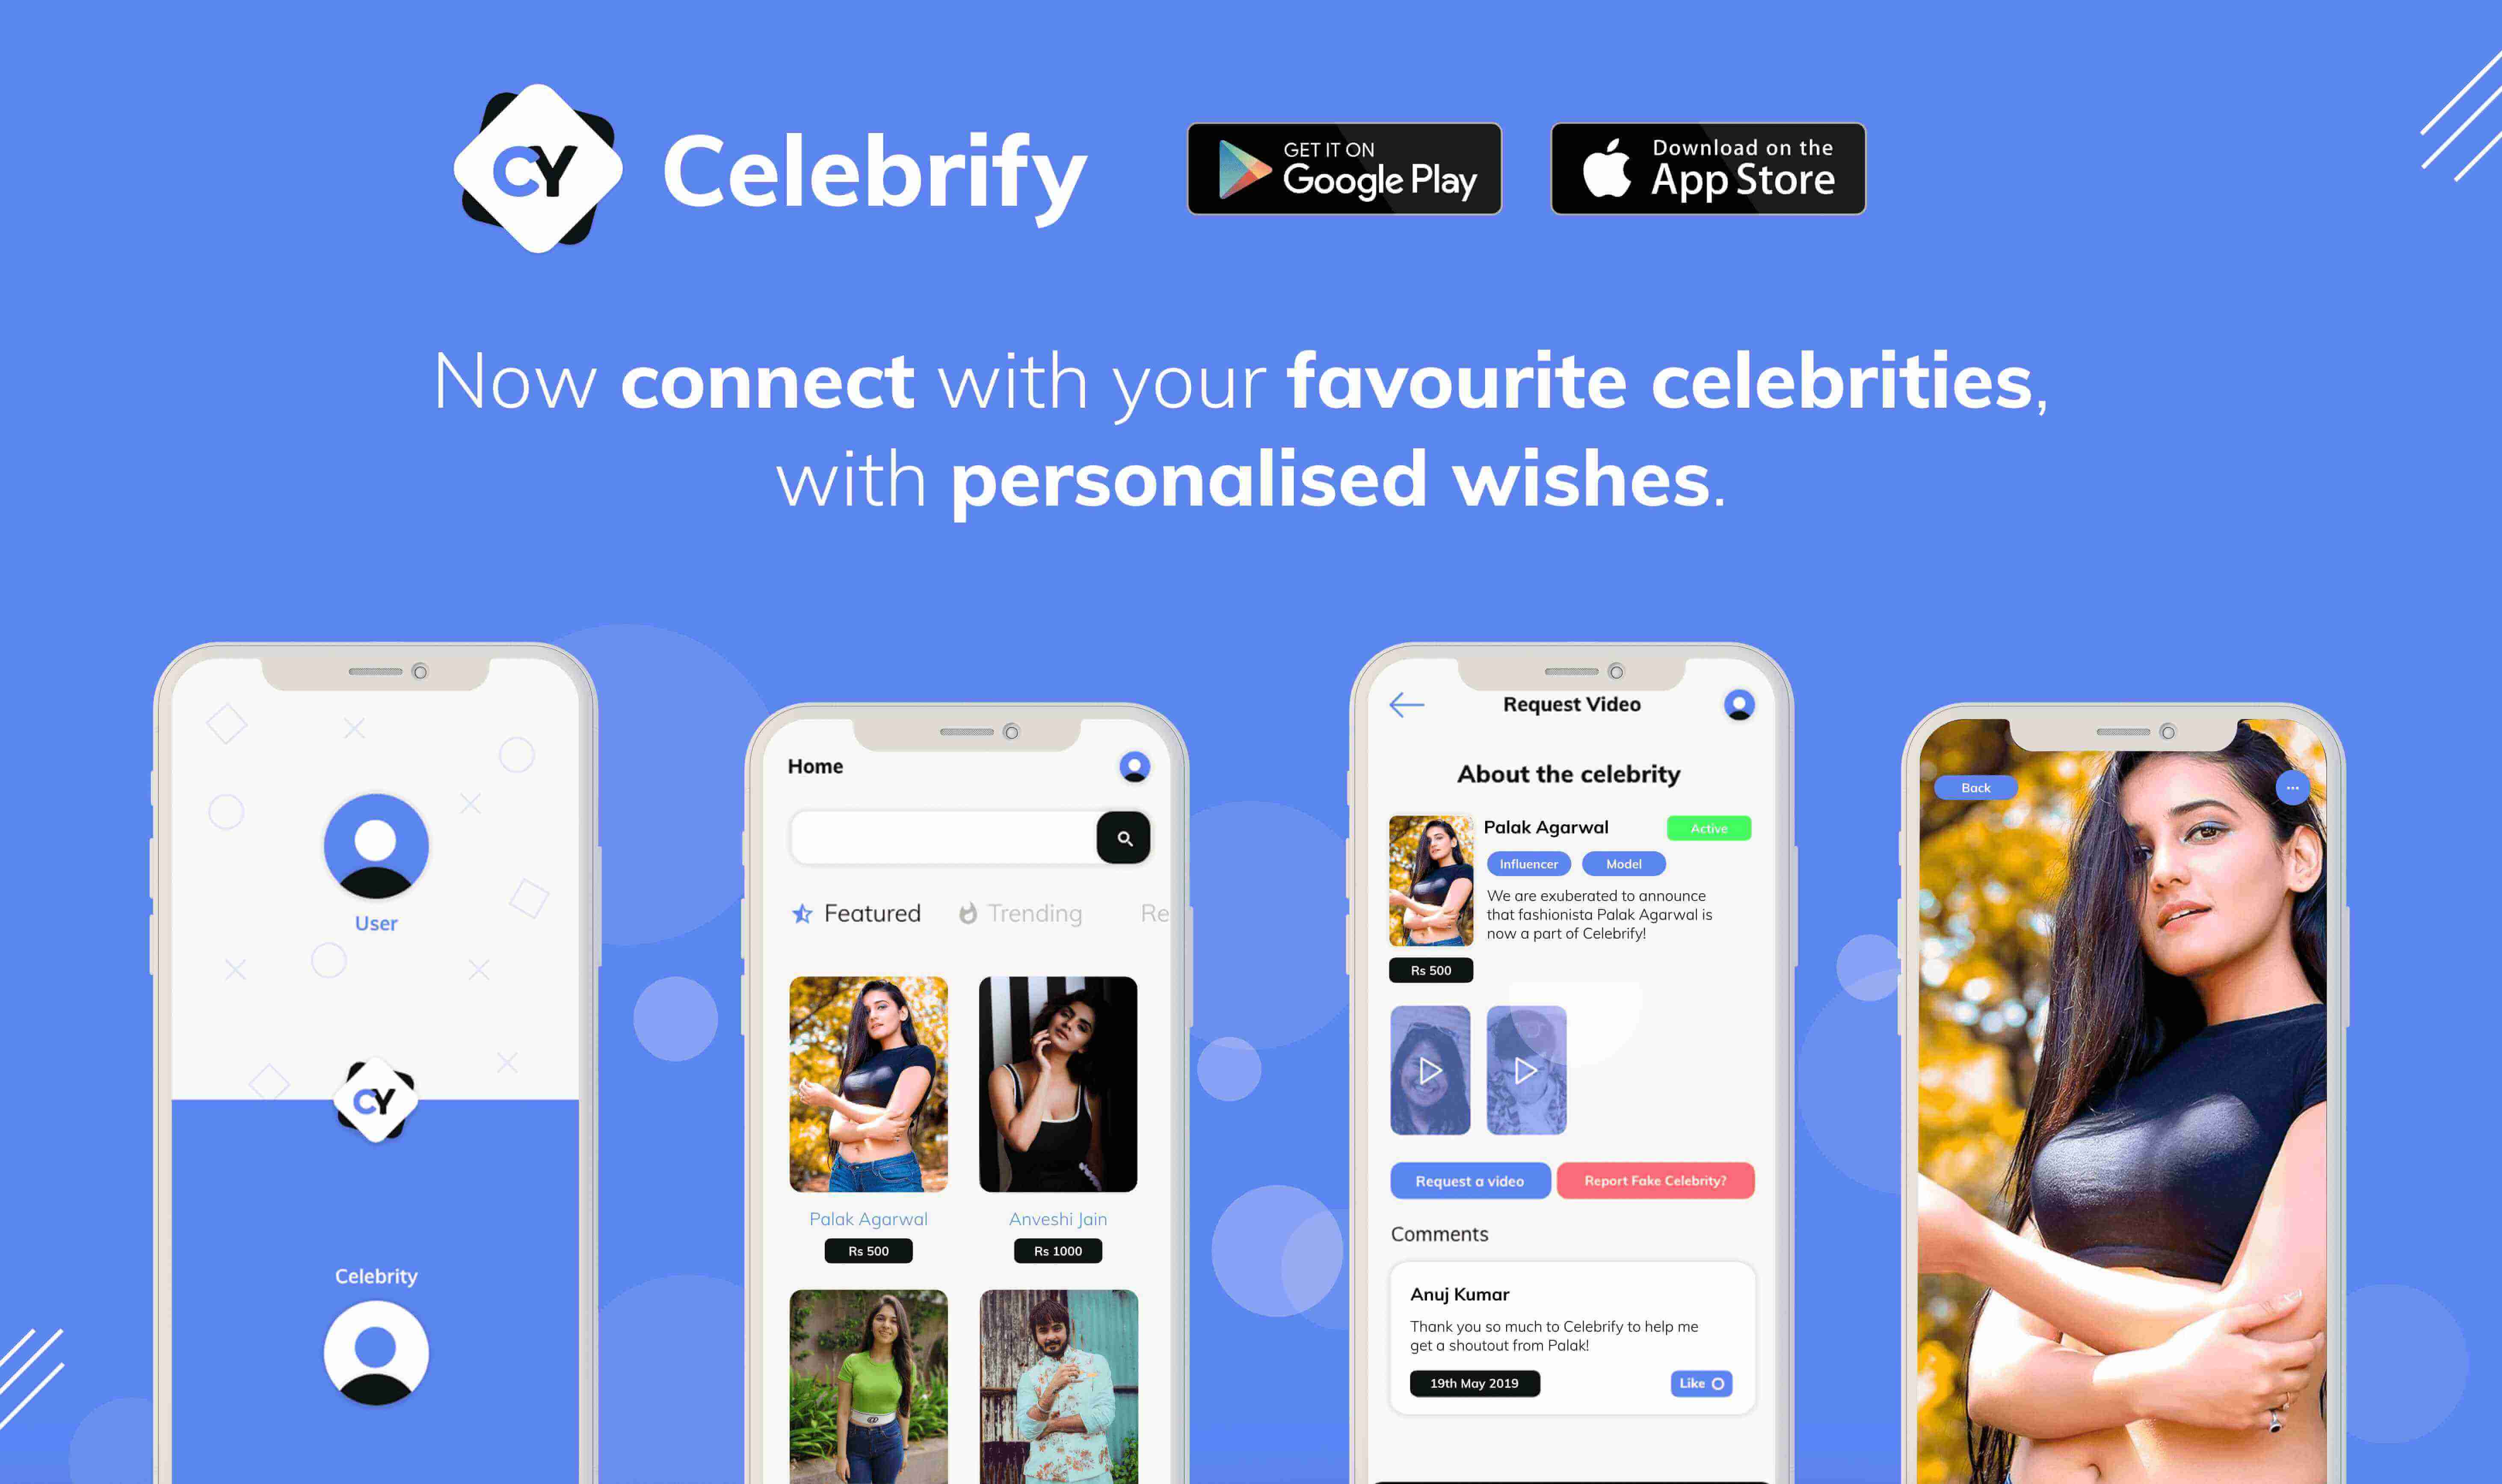 CY
Celebrify
GET IT ON
Google Play
Download on the
App Store
Now connect with your favourite celebrities,
with personalised wishes.
User
CY
Celebrity
Home
Featured
Trending
Re
Palak Agarwal
Anveshi Jain
Rs 500
Rs 1000
Request Video
About the celebrity
Palak Agarwal
Active
Influencer
Model
We are exuberated to announce
that fashionista Palak Agarwal is
now a part of Celebrify!
Rs 500
Request a video
Report Fake Celebrity?
Comments
Anuj Kumar
Thank you so much to Celebrify to help me
get a shoutout from Palak!
19th May 2019
Like
Back